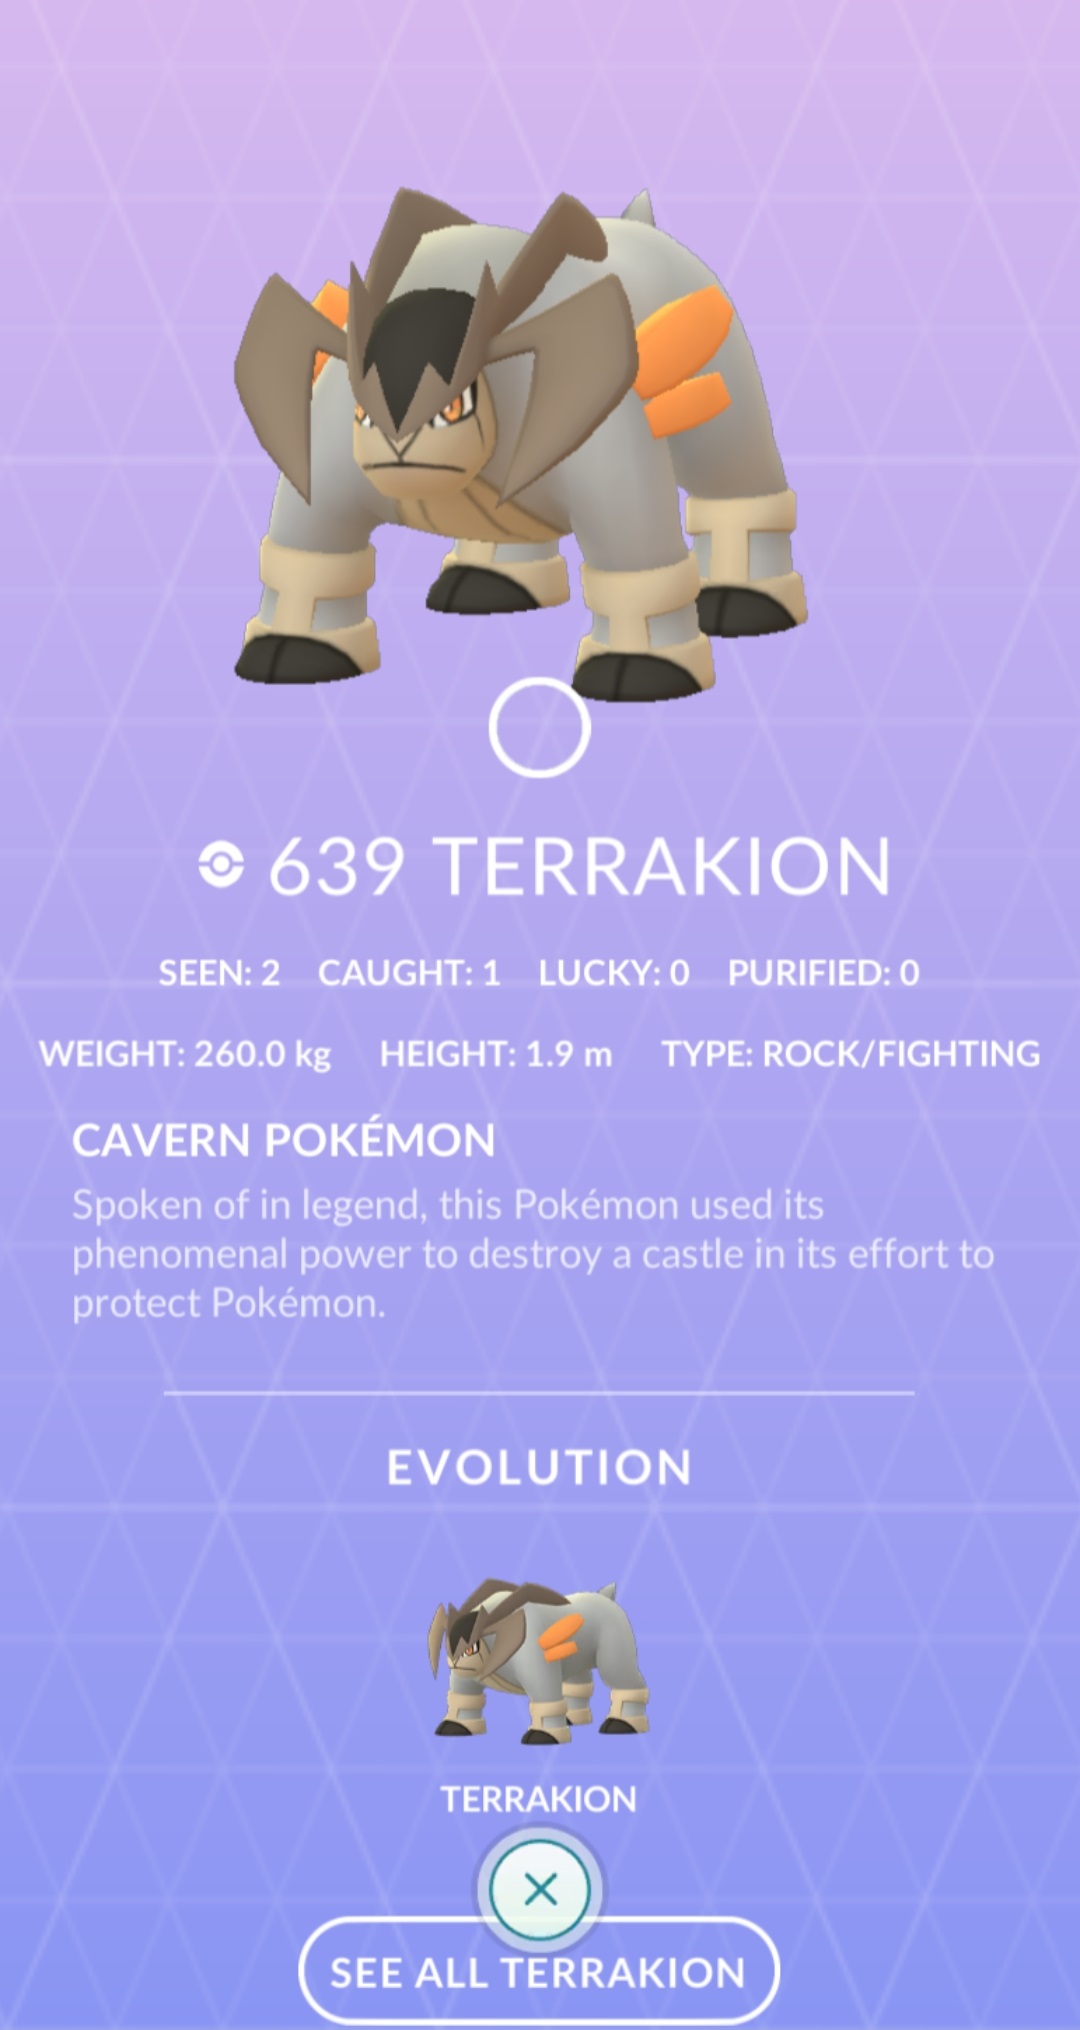 639 TERRAKION
SEEN: 2 CAUGHT: 1 LUCKY: 0 PURIFIED: 0
WEIGHT: 260.0 kg HEIGHT: 1.9 m TYPE: ROCK/FIGHTING
CAVERN POKÉMON
Spoken of in legend, this Pokémon used its
phenomenal power to destroy a castle in its effort to
protect Pokémon.
EVOLUTION
TERRAKION
SEE ALL TERRAKION